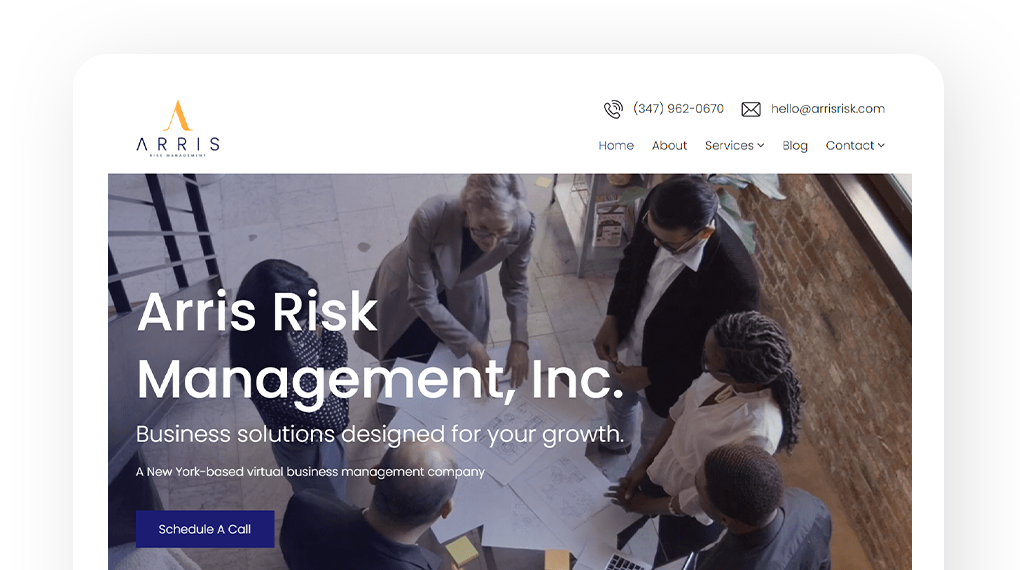 ARRIS
RISK MANAGEMENT
(347) 962-0670
hello@arrisrisk.com
Home
About
Services
Blog
Contact
Arris Risk
Management, Inc.
Business solutions designed for your growth.
A New York-based virtual business management company
Schedule A Call